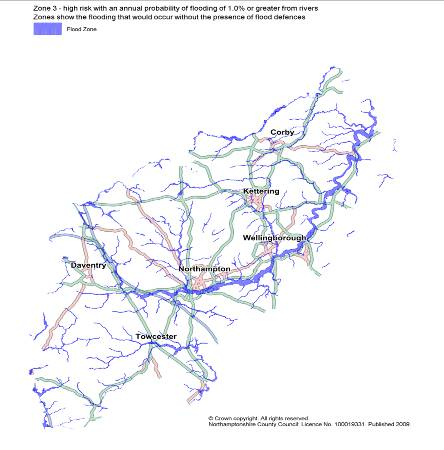 Zone 3 - high risk with an annual probability of flooding of 1.0% or greater from rivers
Zones show the flooding that would occur without the presence of flood defences
Flood Zone
Corby
Kettering
Wellingborough
Daventry
Northampton
Towcester
© Crown copyright. All rights reserved.
Northamptonshire County Council: Licence No. 100019331. Published 2009